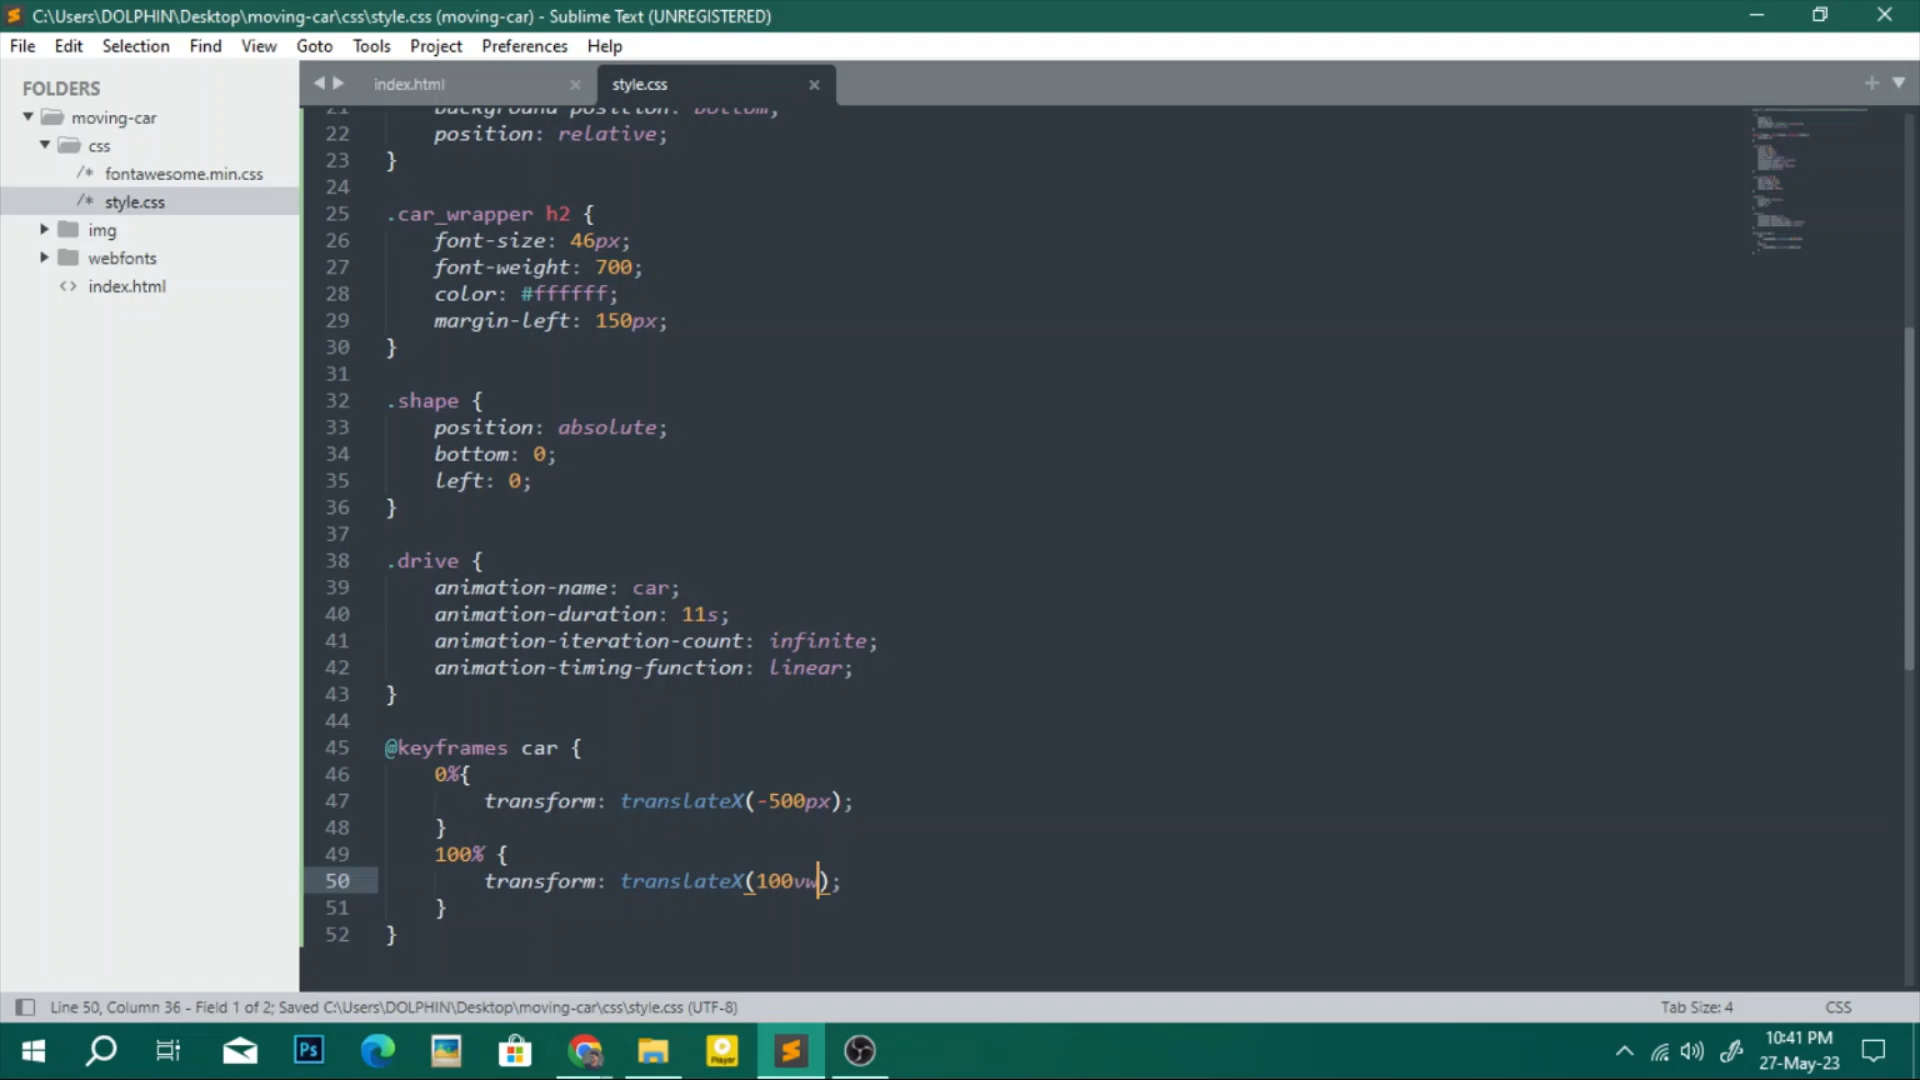 C:\Users\DOLPHIN\Desktop\moving-car\css\style.css (moving-car) - Sublime Text (UNREGISTERED)
File Edit Selection Find View Goto Tools Project Preferences Help
FOLDERS
moving-car
css
/* fontawesome.min.css
/* style.css
img
webfonts
<> index.html
index.html
style.css
21 background-position: bottom;
22 position: relative;
23 }
24
25 .car_wrapper h2 {
26 font-size: 46px;
27 font-weight: 700;
28 color: #ffffff;
29 margin-left: 150px;
30 }
31
32 .shape {
33 position: absolute;
34 bottom: 0;
35 left: 0;
36 }
37
38 .drive {
39 animation-name: car;
40 animation-duration: 11s;
41 animation-iteration-count: infinite;
42 animation-timing-function: linear;
43 }
44
45 @keyframes car {
46 0%{
47 transform: translateX(-500px);
48 }
49 100% {
50 transform: translateX(100vw);
51 }
52 }
Line 50, Column 36 - Field 1 of 2; Saved C:\Users\DOLPHIN\Desktop\moving-car\css\style.css (UTF-8)
Tab Size: 4
CSS
Ps
Player
10:41 PM
27-May-23